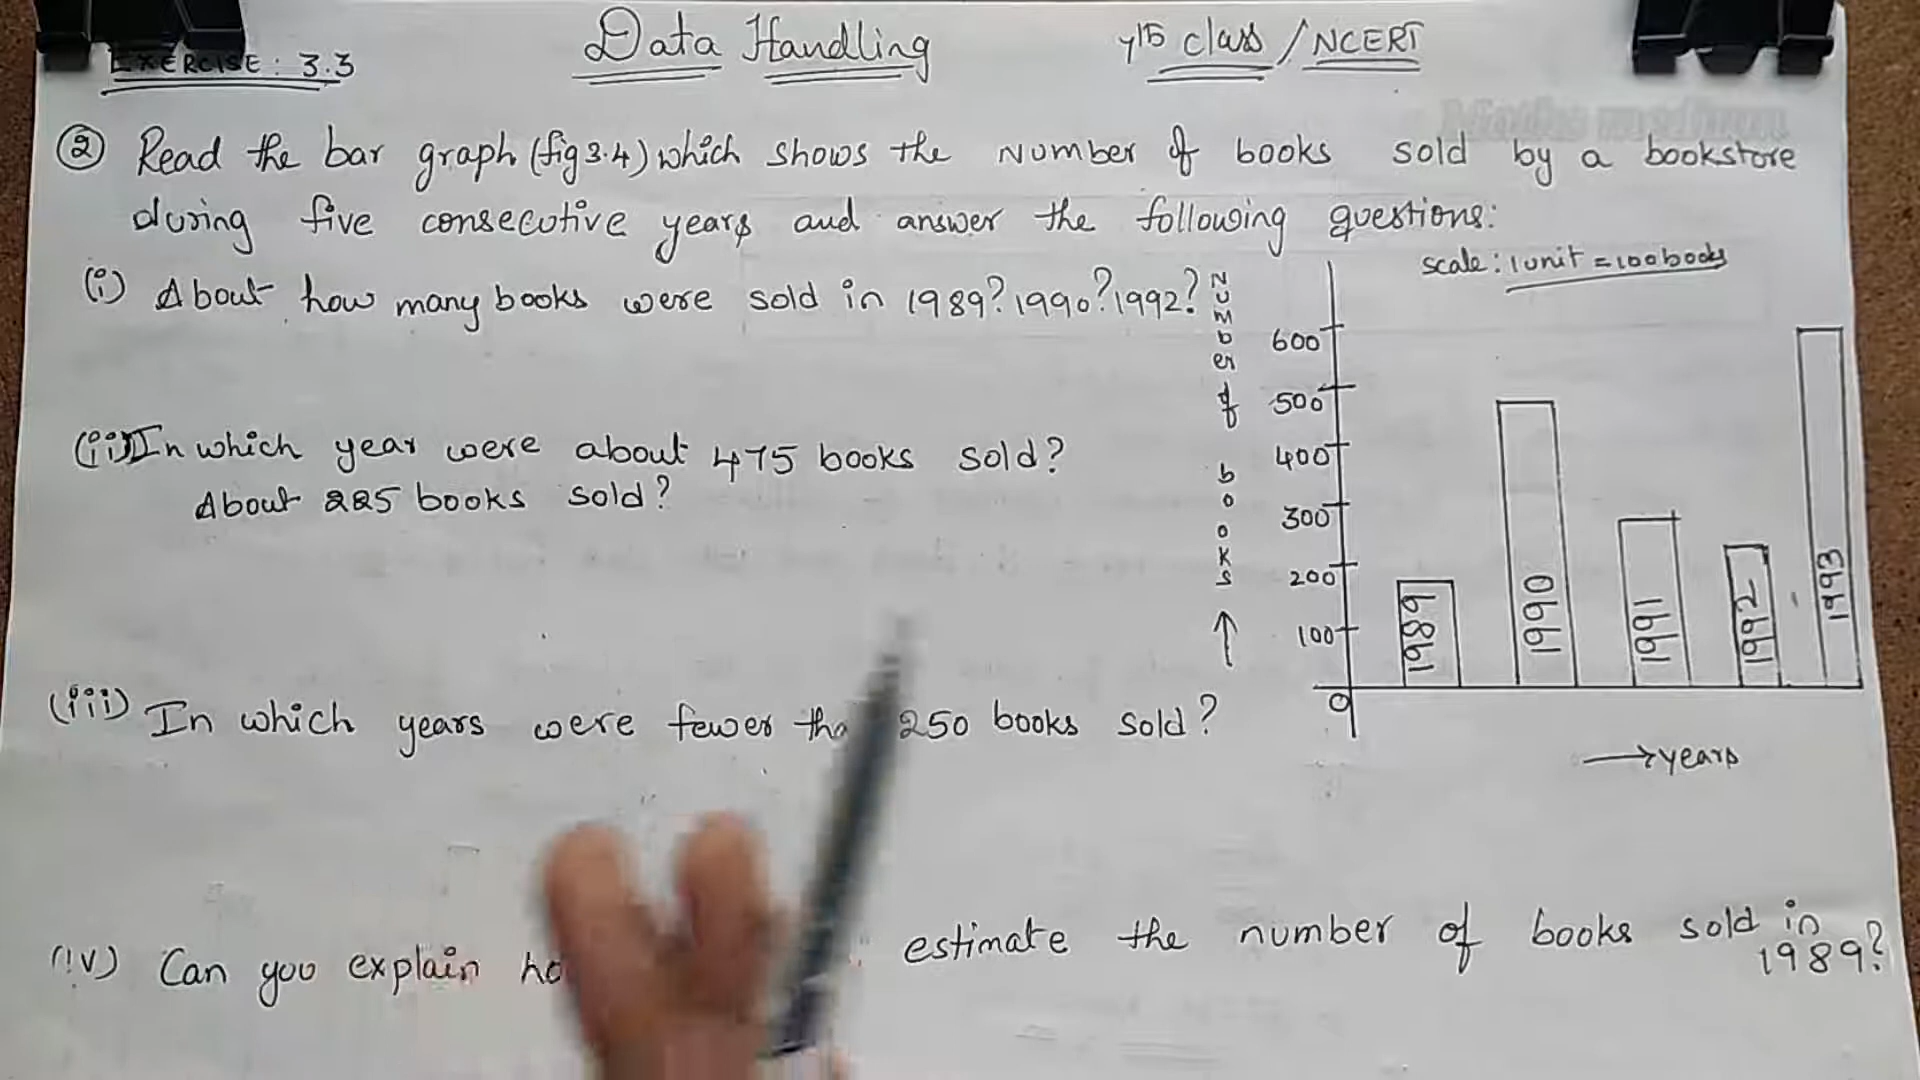 EXERCISE: 3.3
Data Handling
7th class / NCERT
② Read the bar graph (fig 3.4) which shows the Number of books sold by a bookstore
during five consecutive years and answer the following questions:
(i) About how many books were sold in 1989? 1990? 1992?
(ii) In which year were about 475 books sold?
About 225 books sold?
(iii) In which years were fewer 250 books sold?
(iv) Can you explain estimate the number of books sold in
1989?
scale: 1 unit = 100 books
Number of books
600
500
400
300
200
100
0
1989
1990
1991
1992
1993
→ years